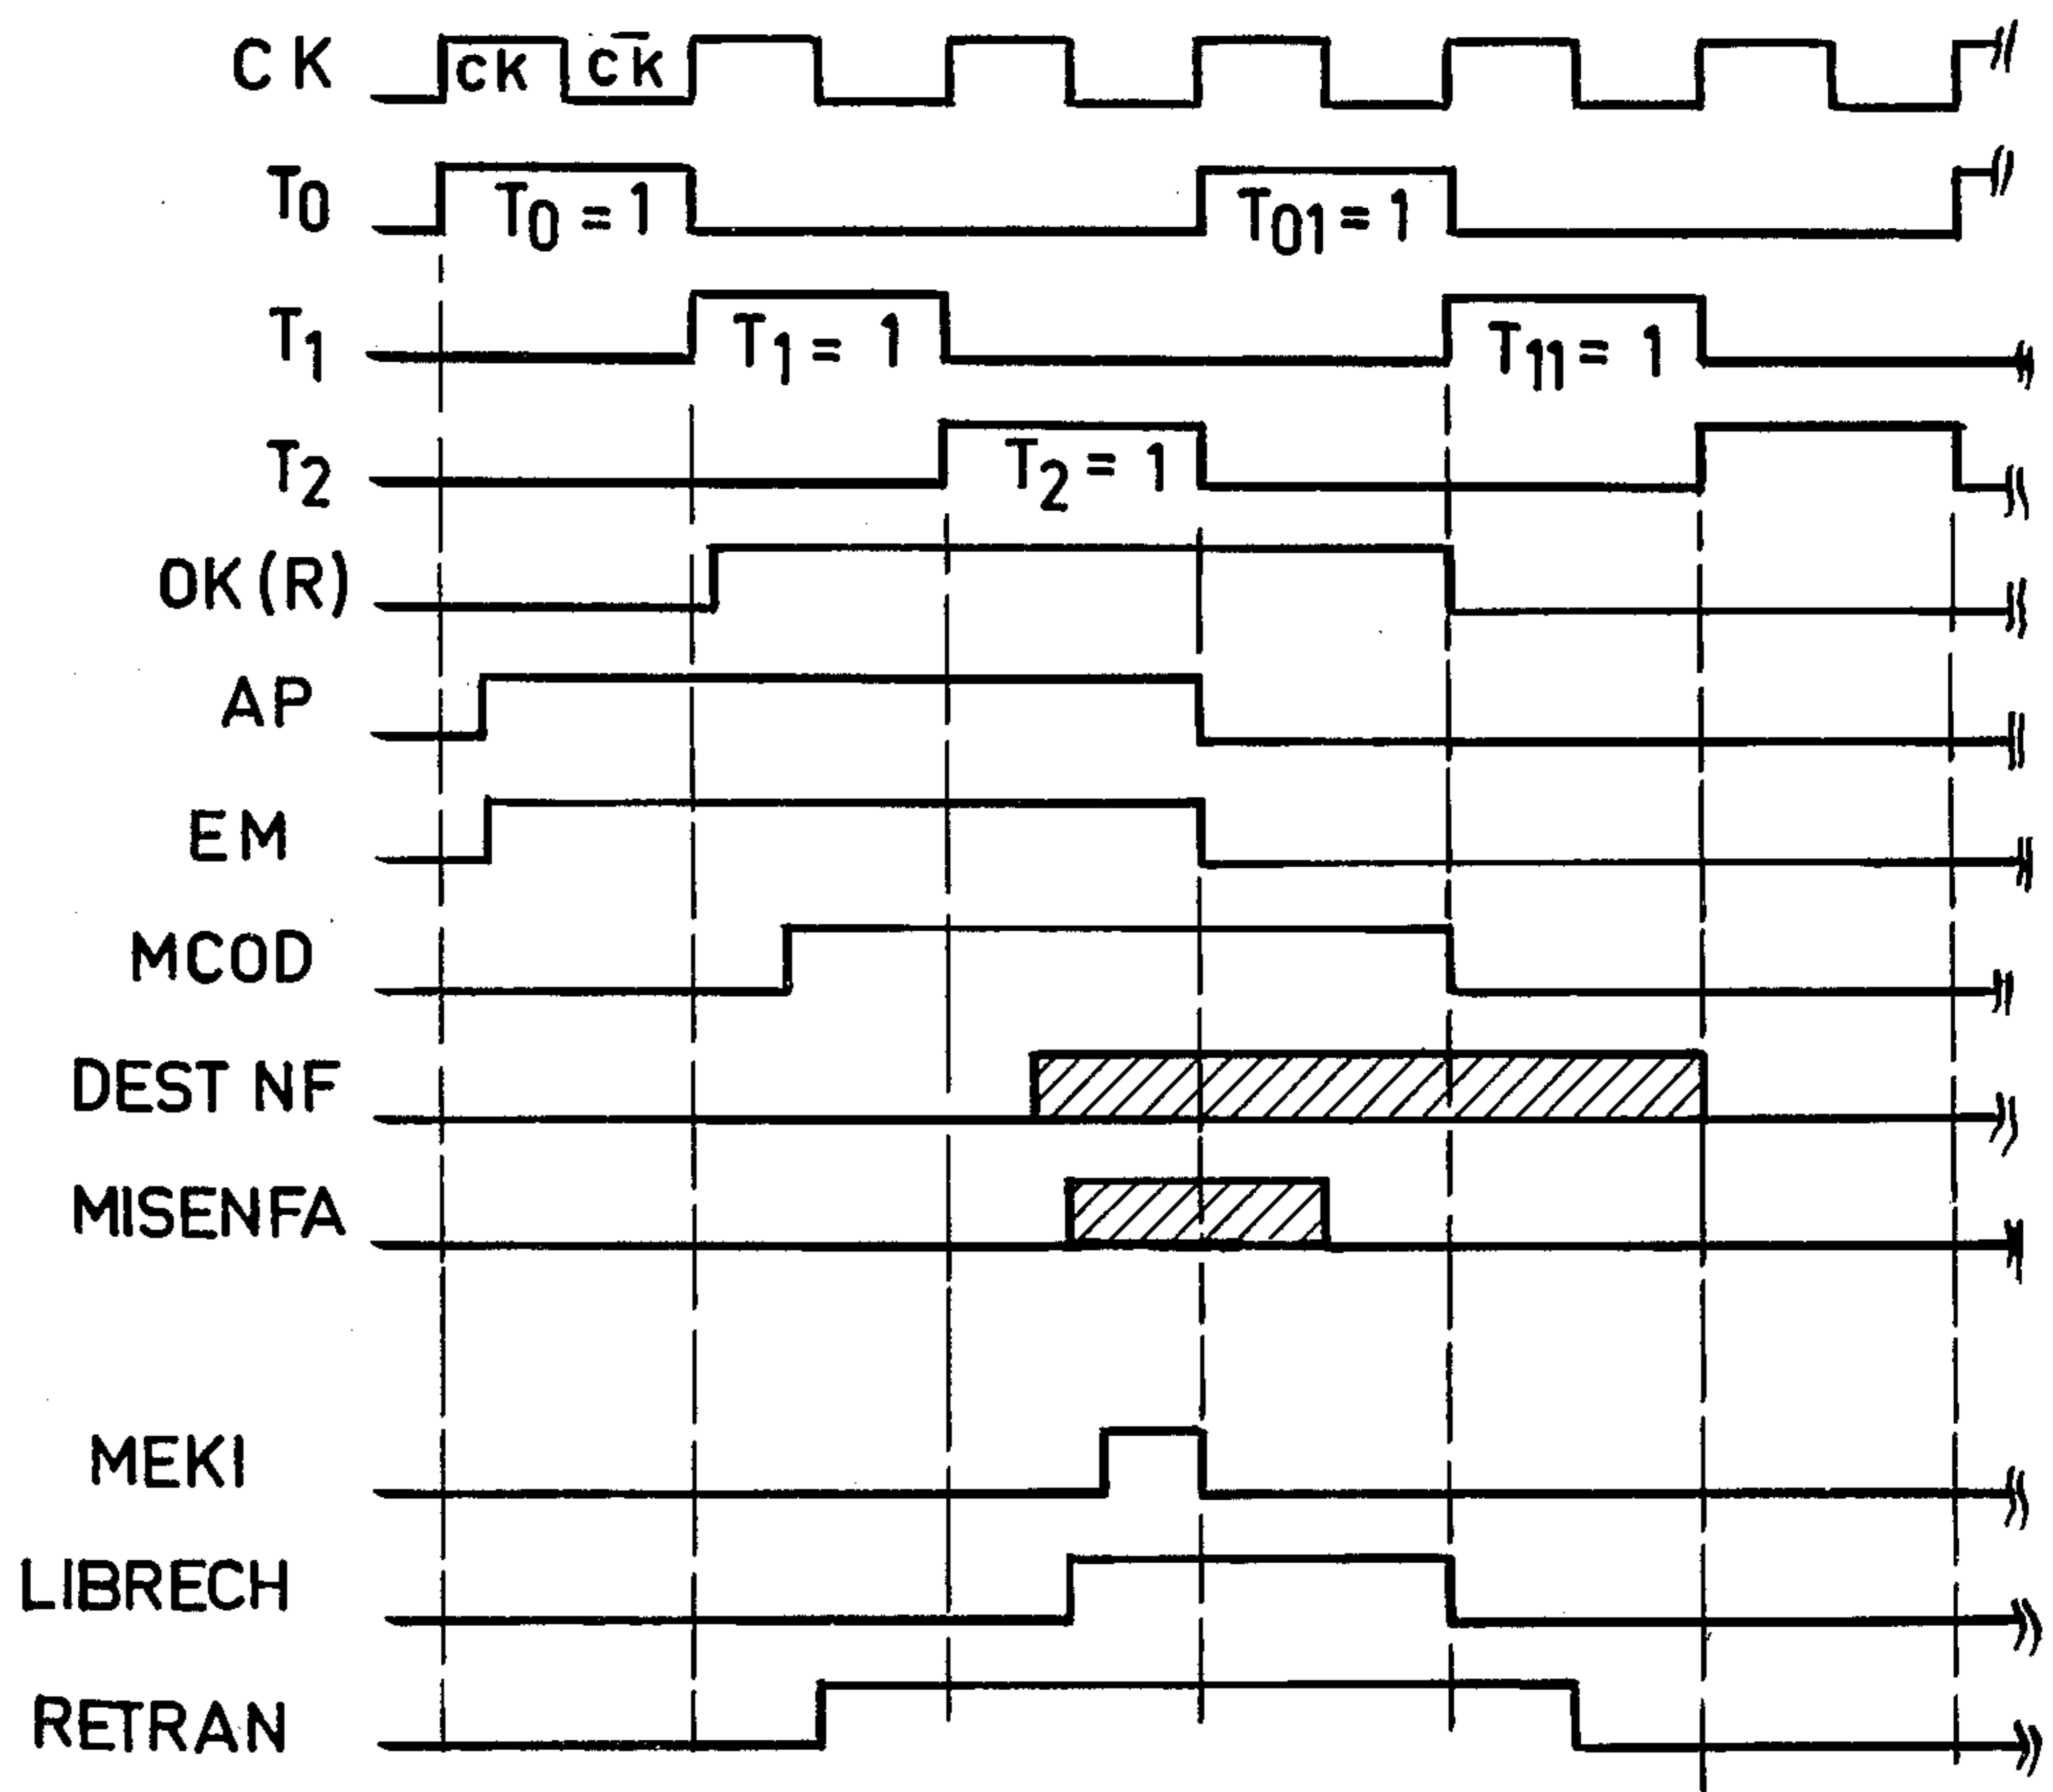 CK CK C̅K̅
T0 T0 = 1 T01 = 1
T1 T1 = 1 T11 = 1
T2 T2 = 1
OK(R)
AP
EM
MCOD
DEST NF
MISENFA
MEKI
LIBRECH
RETRAN